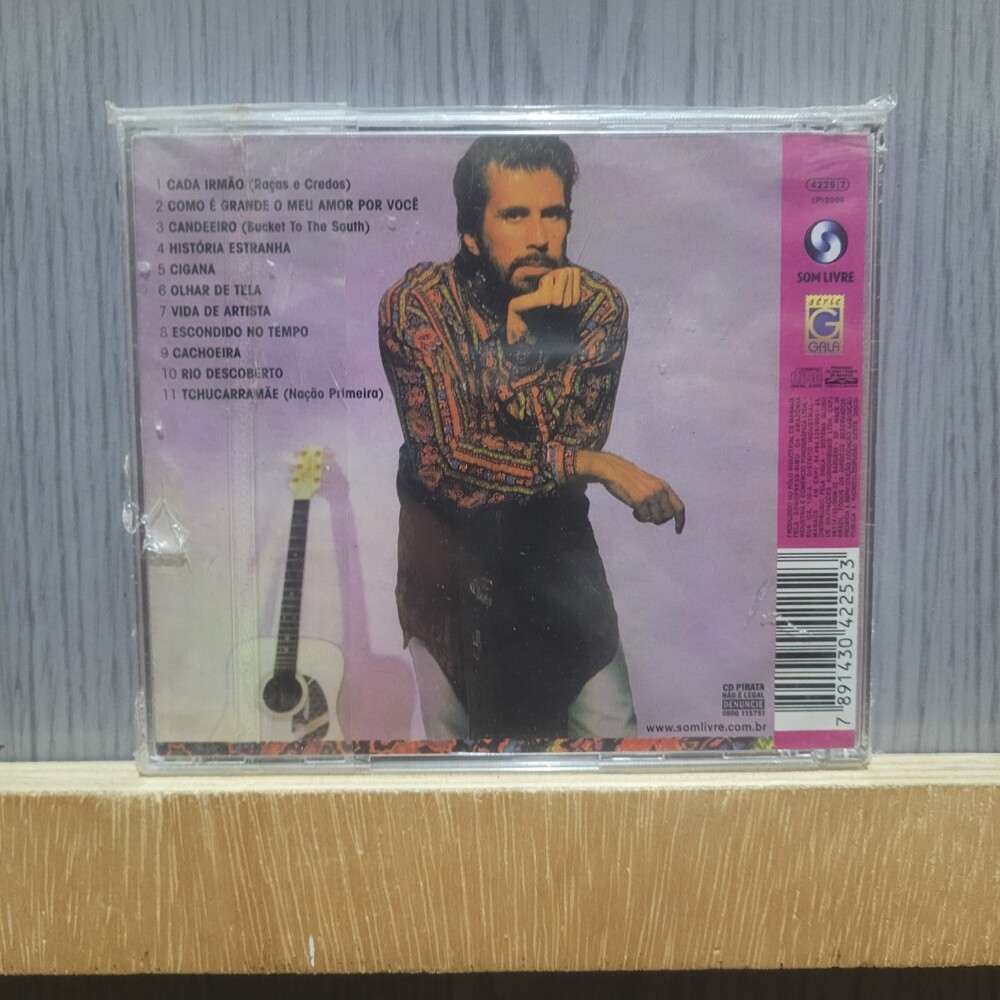 1 CADA IRMÃO (Raças e Credos)
2 COMO É GRANDE O MEU AMOR POR VOCÊ
3 CANDEEIRO (Bucket To The South)
4 HISTÓRIA ESTRANHA
5 CIGANA
6 OLHAR DE TELA
7 VIDA DE ARTISTA
8 ESCONDIDO NO TEMPO
9 CACHOEIRA
10 RIO DESCOBERTO
11 TCHUCARRAMÃE (Nação Primeira)
4225 2
SOM LIVRE
série
G
GALA
CD PIRATA
NÃO É LEGAL
DENUNCIE
0800 115751
www.somlivre.com.br
7 891430 422523